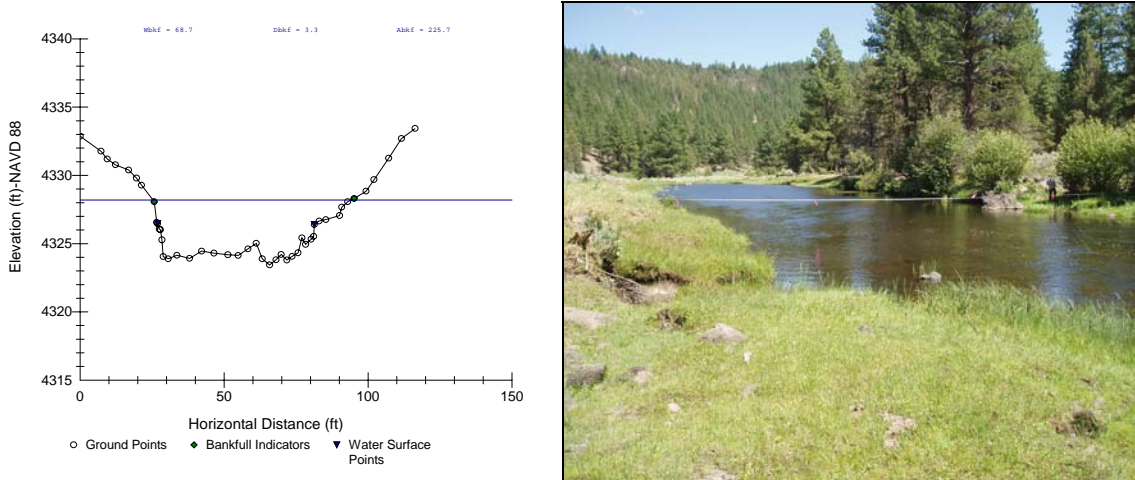 Wbkf = 68.7 Dbkf = 3.3 Abkf = 225.7
4340
4335
4330
4325
4320
4315
Elevation (ft)-NAVD 88
0 50 100 150
Horizontal Distance (ft)
Ground Points Bankfull Indicators Water Surface
Points